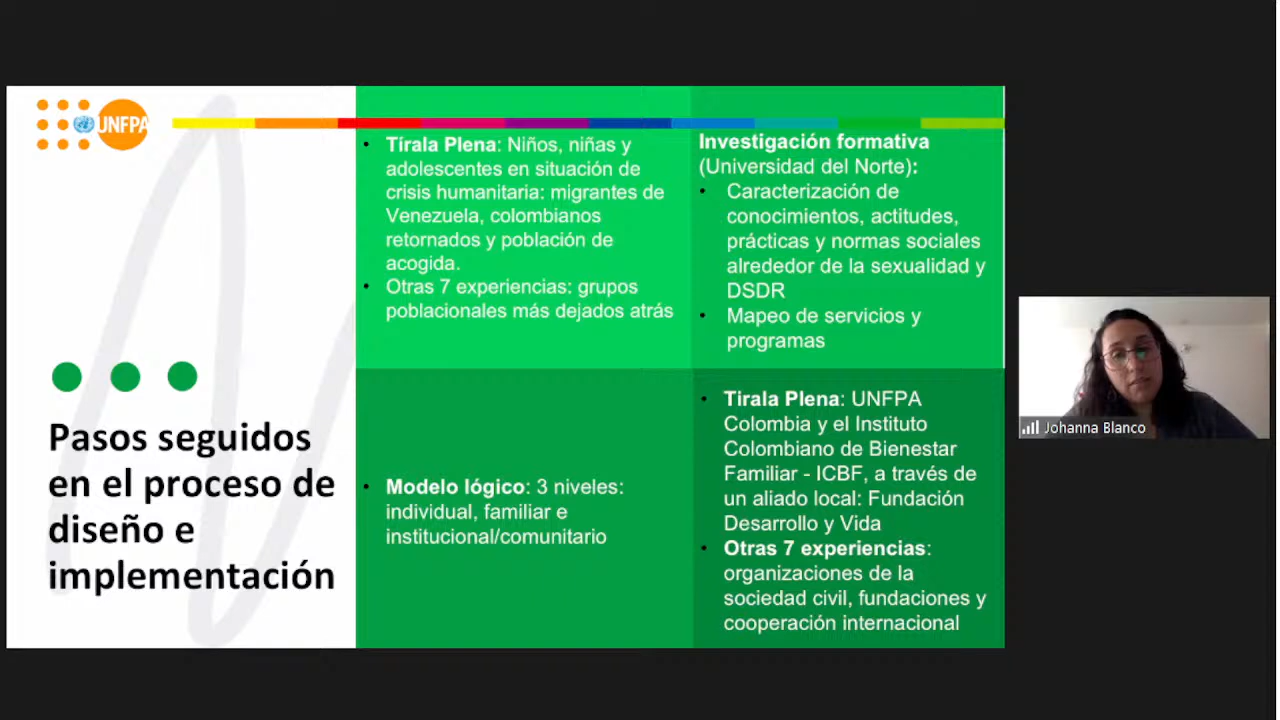 UNFPA
Pasos seguidos
en el proceso de
diseño e
implementación
• Tírala Plena: Niños, niñas y
adolescentes en situación de
crisis humanitaria: migrantes de
Venezuela, colombianos
retornados y población de
acogida.
• Otras 7 experiencias: grupos
poblacionales más dejados atrás
Investigación formativa
(Universidad del Norte):
• Caracterización de
conocimientos, actitudes,
prácticas y normas sociales
alrededor de la sexualidad y
DSDR
• Mapeo de servicios y
programas
• Modelo lógico: 3 niveles:
individual, familiar e
institucional/comunitario
• Tirala Plena: UNFPA
Colombia y el Instituto
Colombiano de Bienestar
Familiar - ICBF, a través de
un aliado local: Fundación
Desarrollo y Vida
• Otras 7 experiencias:
organizaciones de la
sociedad civil, fundaciones y
cooperación internacional
Johanna Blanco